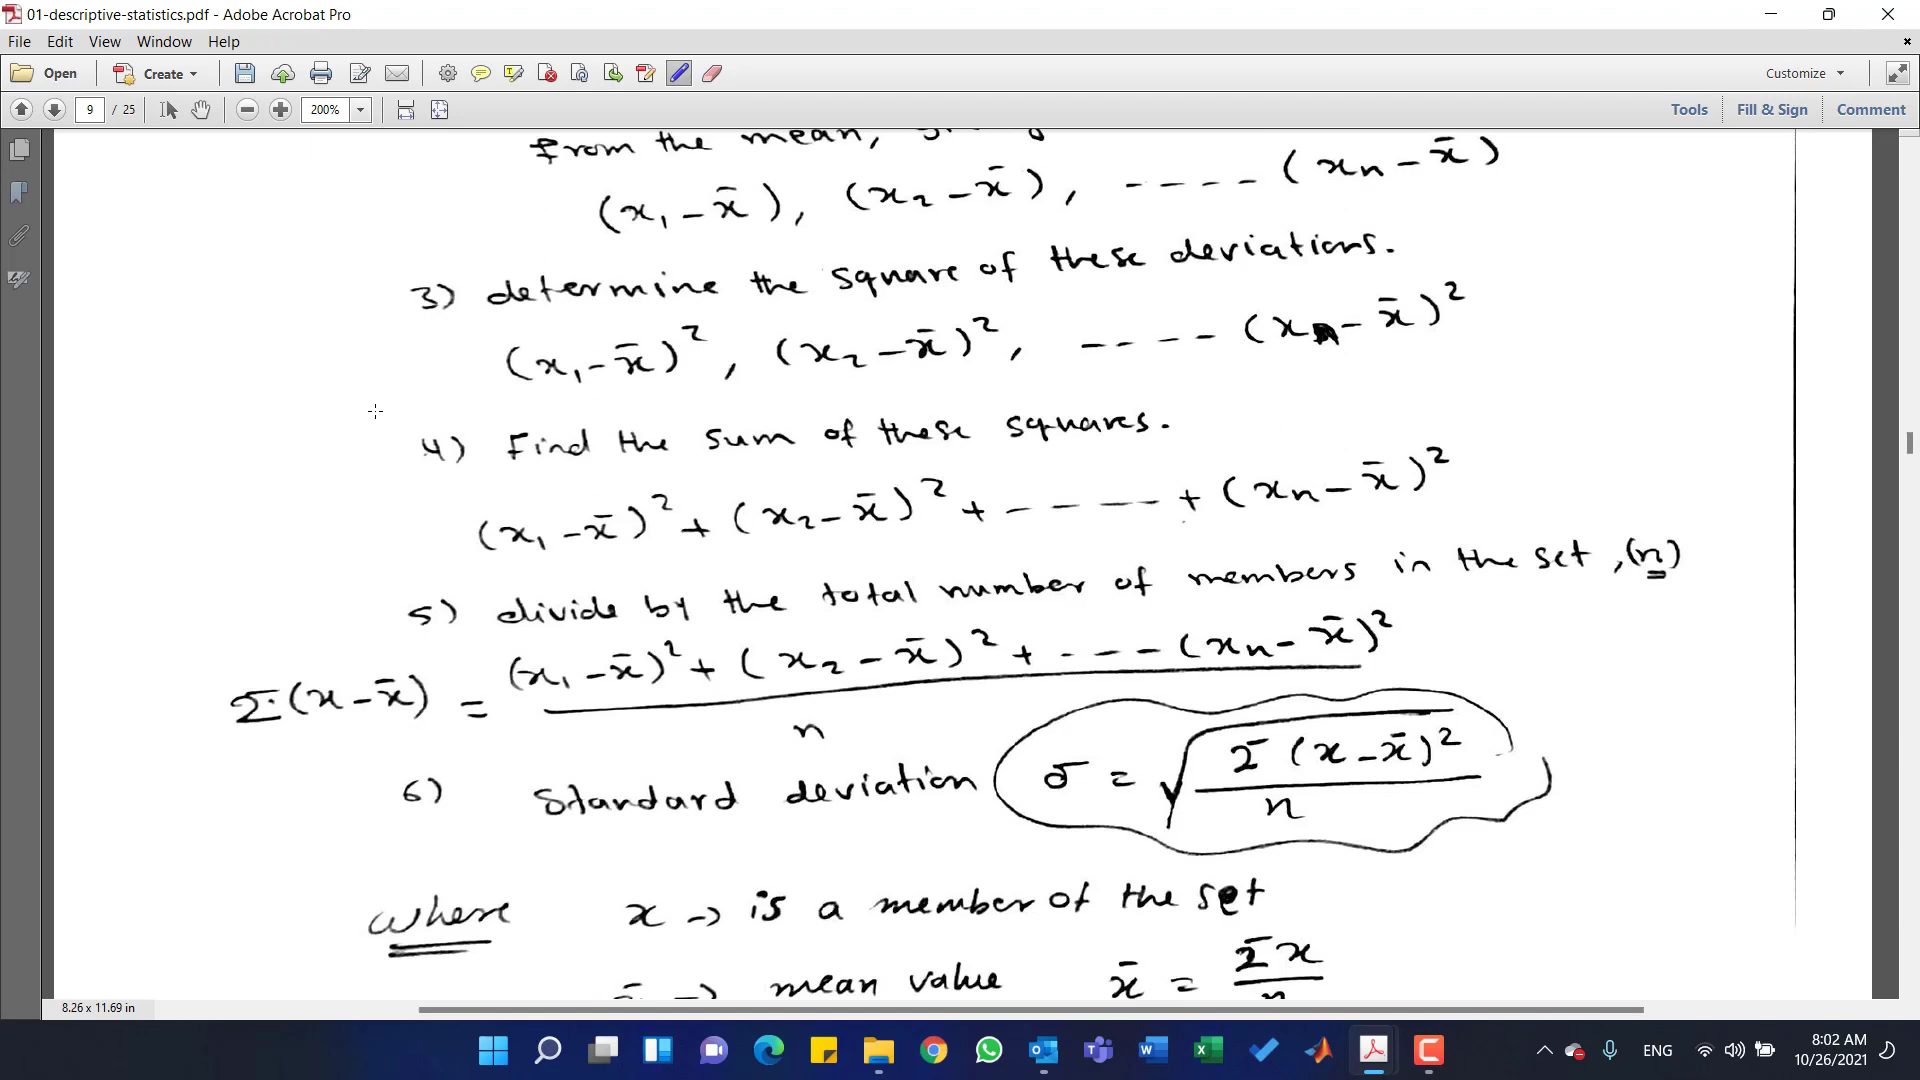 01-descriptive-statistics.pdf - Adobe Acrobat Pro
File Edit View Window Help
Open Create Customize
9 / 25 200% Tools Fill & Sign Comment
from the mean,
(x₁ - x̄), (x₂ - x̄), ---- (xn - x̄)
3) determine the square of these deviations.
(x₁ - x̄)², (x₂ - x̄)², ---- (xn - x̄)²
4) Find the sum of these squares.
(x₁ - x̄)² + (x₂ - x̄)² + ---- + (xn - x̄)²
5) divide by the total number of members in the set, (n)
Σ(x - x̄) = (x₁ - x̄)² + (x₂ - x̄)² + --- (xn - x̄)²
n
6) Standard deviation σ = √ Σ(x - x̄)² / n
where x → is a member of the set
x̄ → mean value x̄ = Σx / n
8.26 x 11.69 in
ENG 8:02 AM
10/26/2021